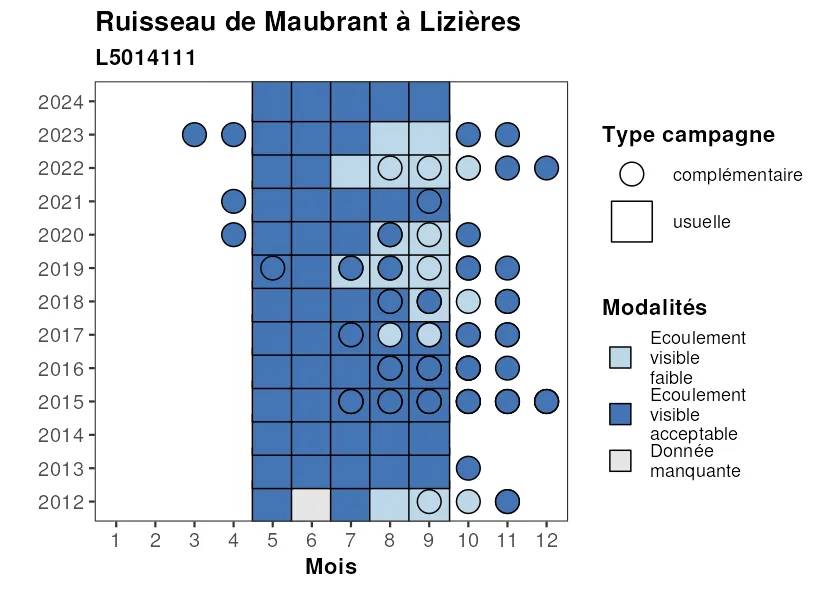 Ruisseau de Maubrant à Lizières
L5014111
2024
2023
2022
2021
2020
2019
2018
2017
2016
2015
2014
2013
2012
1 2 3 4 5 6 7 8 9 10 11 12
Mois
Type campagne
complémentaire
usuelle
Modalités
Ecoulement
visible
faible
Ecoulement
visible
acceptable
Donnée
manquante